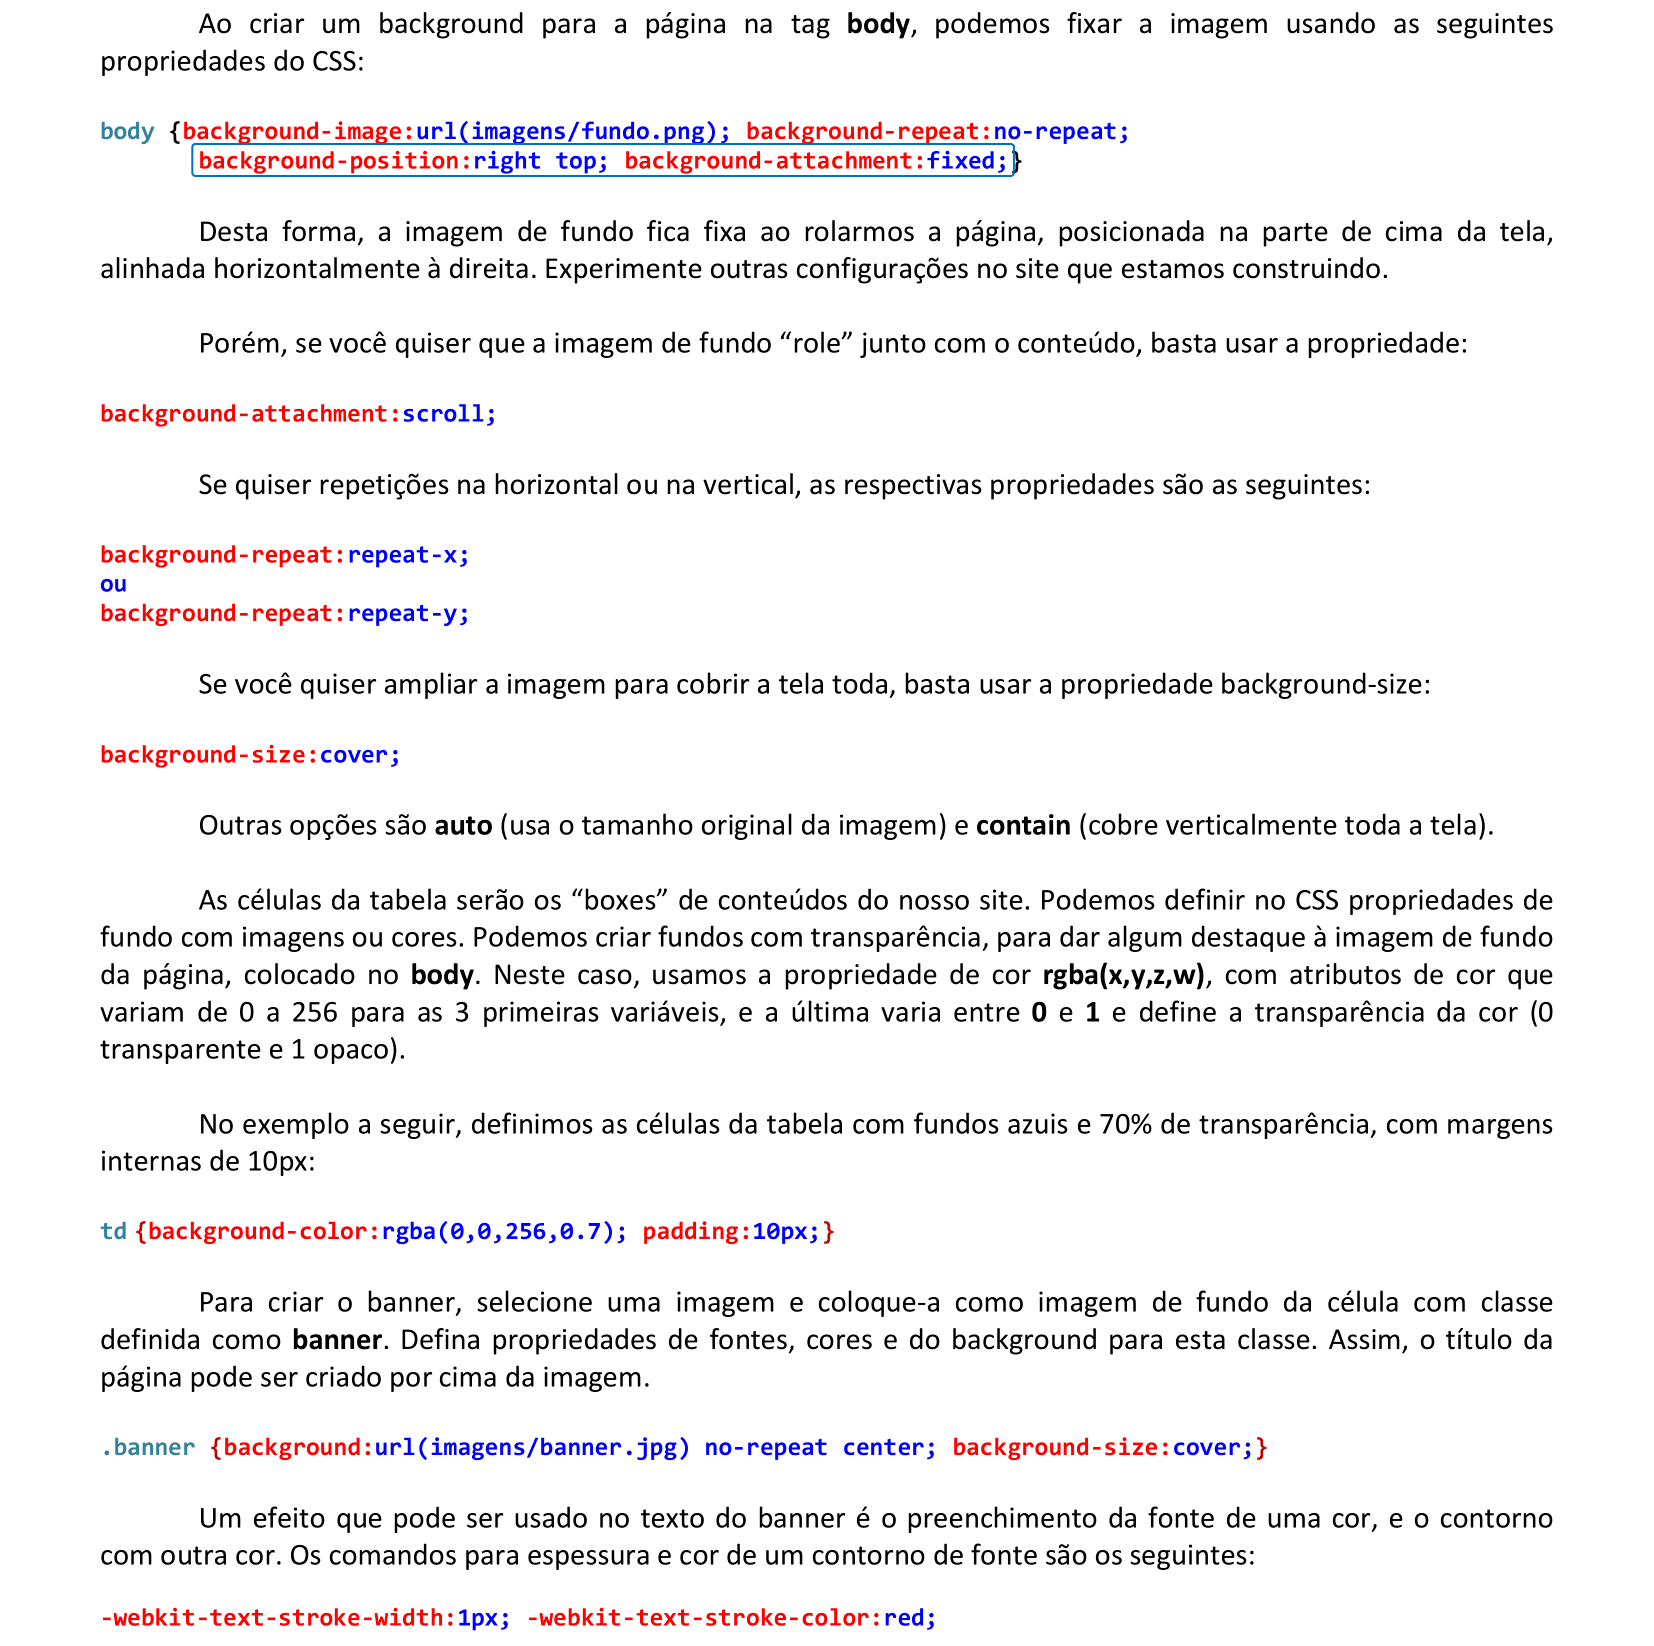 Ao criar um background para a página na tag body, podemos fixar a imagem usando as seguintes
propriedades do CSS:
body {background-image:url(imagens/fundo.png); background-repeat:no-repeat;
background-position:right top; background-attachment:fixed;}
Desta forma, a imagem de fundo fica fixa ao rolarmos a página, posicionada na parte de cima da tela,
alinhada horizontalmente à direita. Experimente outras configurações no site que estamos construindo.
Porém, se você quiser que a imagem de fundo “role” junto com o conteúdo, basta usar a propriedade:
background-attachment:scroll;
Se quiser repetições na horizontal ou na vertical, as respectivas propriedades são as seguintes:
background-repeat:repeat-x;
ou
background-repeat:repeat-y;
Se você quiser ampliar a imagem para cobrir a tela toda, basta usar a propriedade background-size:
background-size:cover;
Outras opções são auto (usa o tamanho original da imagem) e contain (cobre verticalmente toda a tela).
As células da tabela serão os “boxes” de conteúdos do nosso site. Podemos definir no CSS propriedades de
fundo com imagens ou cores. Podemos criar fundos com transparência, para dar algum destaque à imagem de fundo
da página, colocado no body. Neste caso, usamos a propriedade de cor rgba(x,y,z,w), com atributos de cor que
variam de 0 a 256 para as 3 primeiras variáveis, e a última varia entre 0 e 1 e define a transparência da cor (0
transparente e 1 opaco).
No exemplo a seguir, definimos as células da tabela com fundos azuis e 70% de transparência, com margens
internas de 10px:
td {background-color:rgba(0,0,256,0.7); padding:10px;}
Para criar o banner, selecione uma imagem e coloque-a como imagem de fundo da célula com classe
definida como banner. Defina propriedades de fontes, cores e do background para esta classe. Assim, o título da
página pode ser criado por cima da imagem.
.banner {background:url(imagens/banner.jpg) no-repeat center; background-size:cover;}
Um efeito que pode ser usado no texto do banner é o preenchimento da fonte de uma cor, e o contorno
com outra cor. Os comandos para espessura e cor de um contorno de fonte são os seguintes:
-webkit-text-stroke-width:1px; -webkit-text-stroke-color:red;